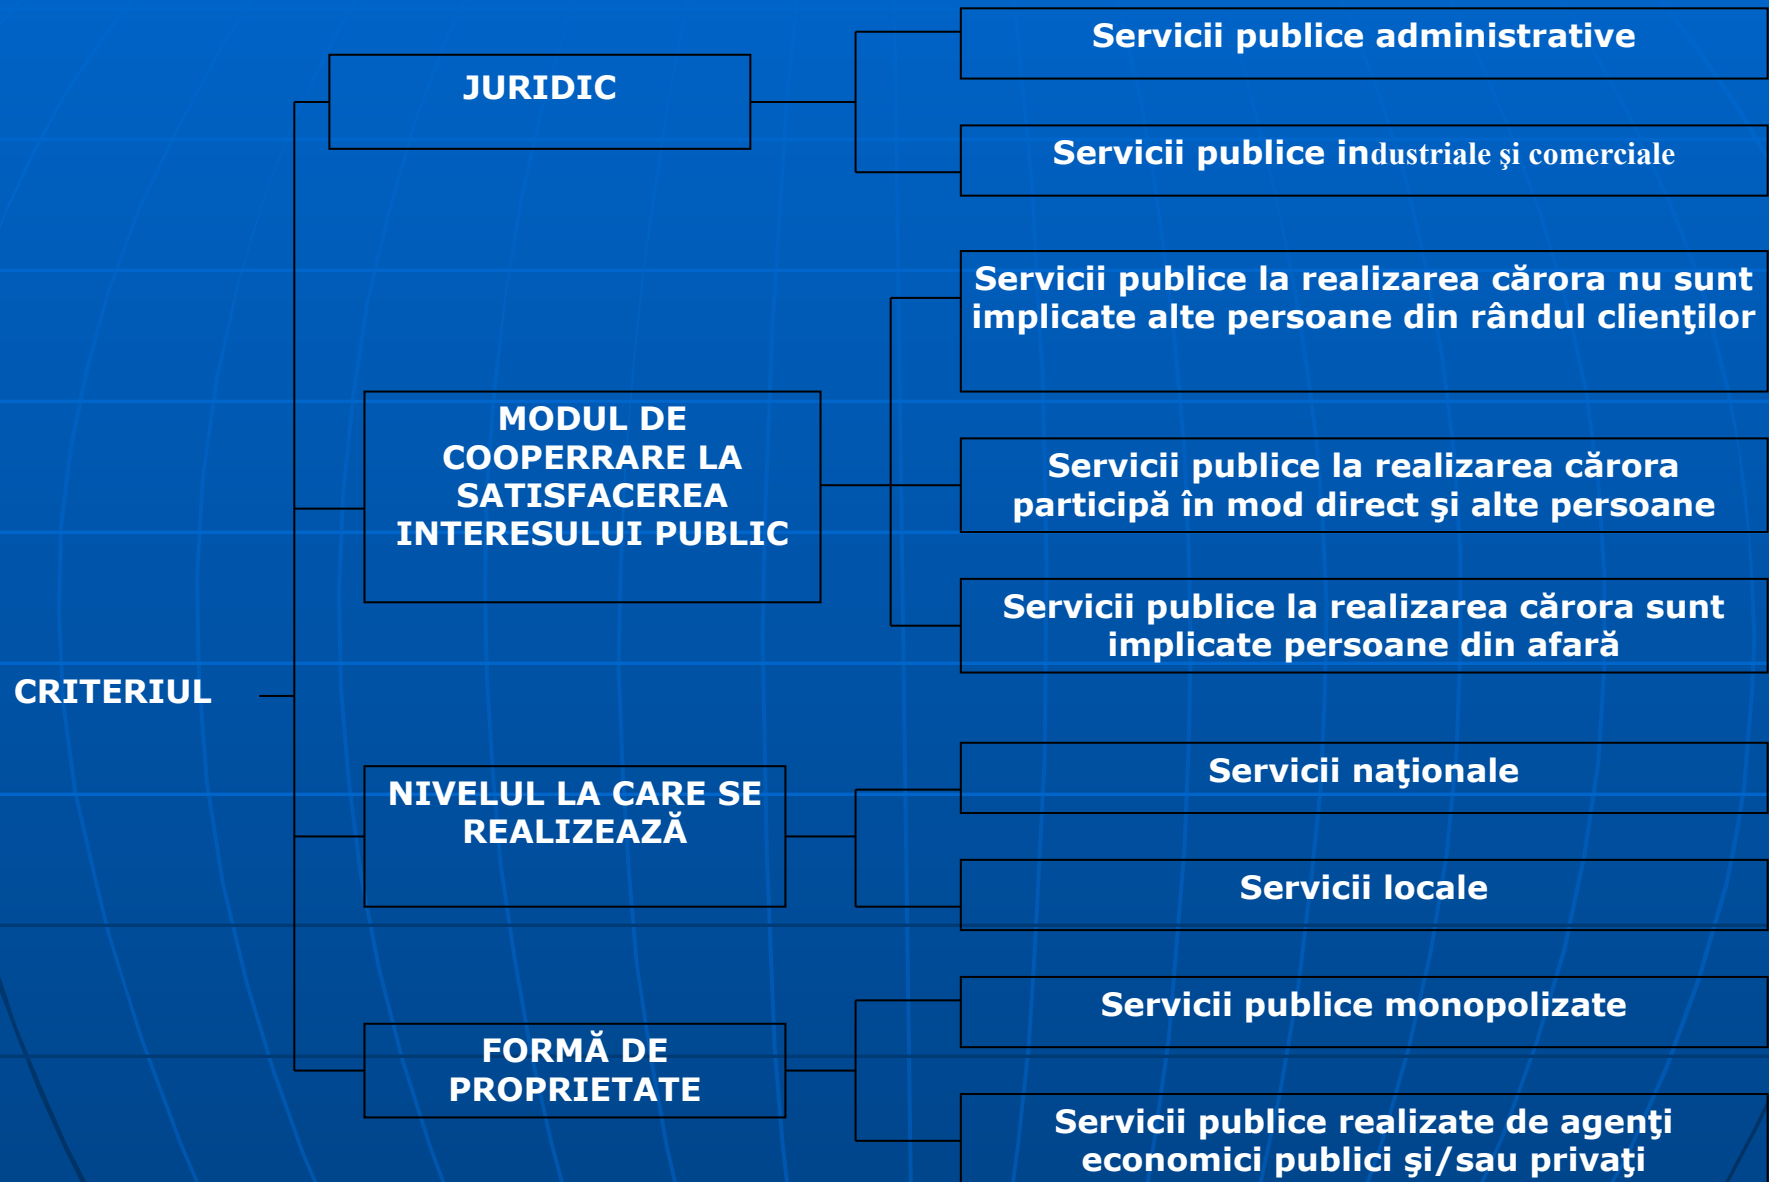 Servicii publice administrative
JURIDIC
Servicii publice industriale şi comerciale
Servicii publice la realizarea cărora nu sunt
implicate alte persoane din rândul clienţilor
MODUL DE
COOPERRARE LA
SATISFACEREA
INTERESULUI PUBLIC
Servicii publice la realizarea cărora
participă în mod direct şi alte persoane
Servicii publice la realizarea cărora sunt
implicate persoane din afară
CRITERIUL
NIVELUL LA CARE SE
REALIZEAZĂ
Servicii naţionale
Servicii locale
FORMĂ DE
PROPRIETATE
Servicii publice monopolizate
Servicii publice realizate de agenţi
economici publici şi/sau privaţi